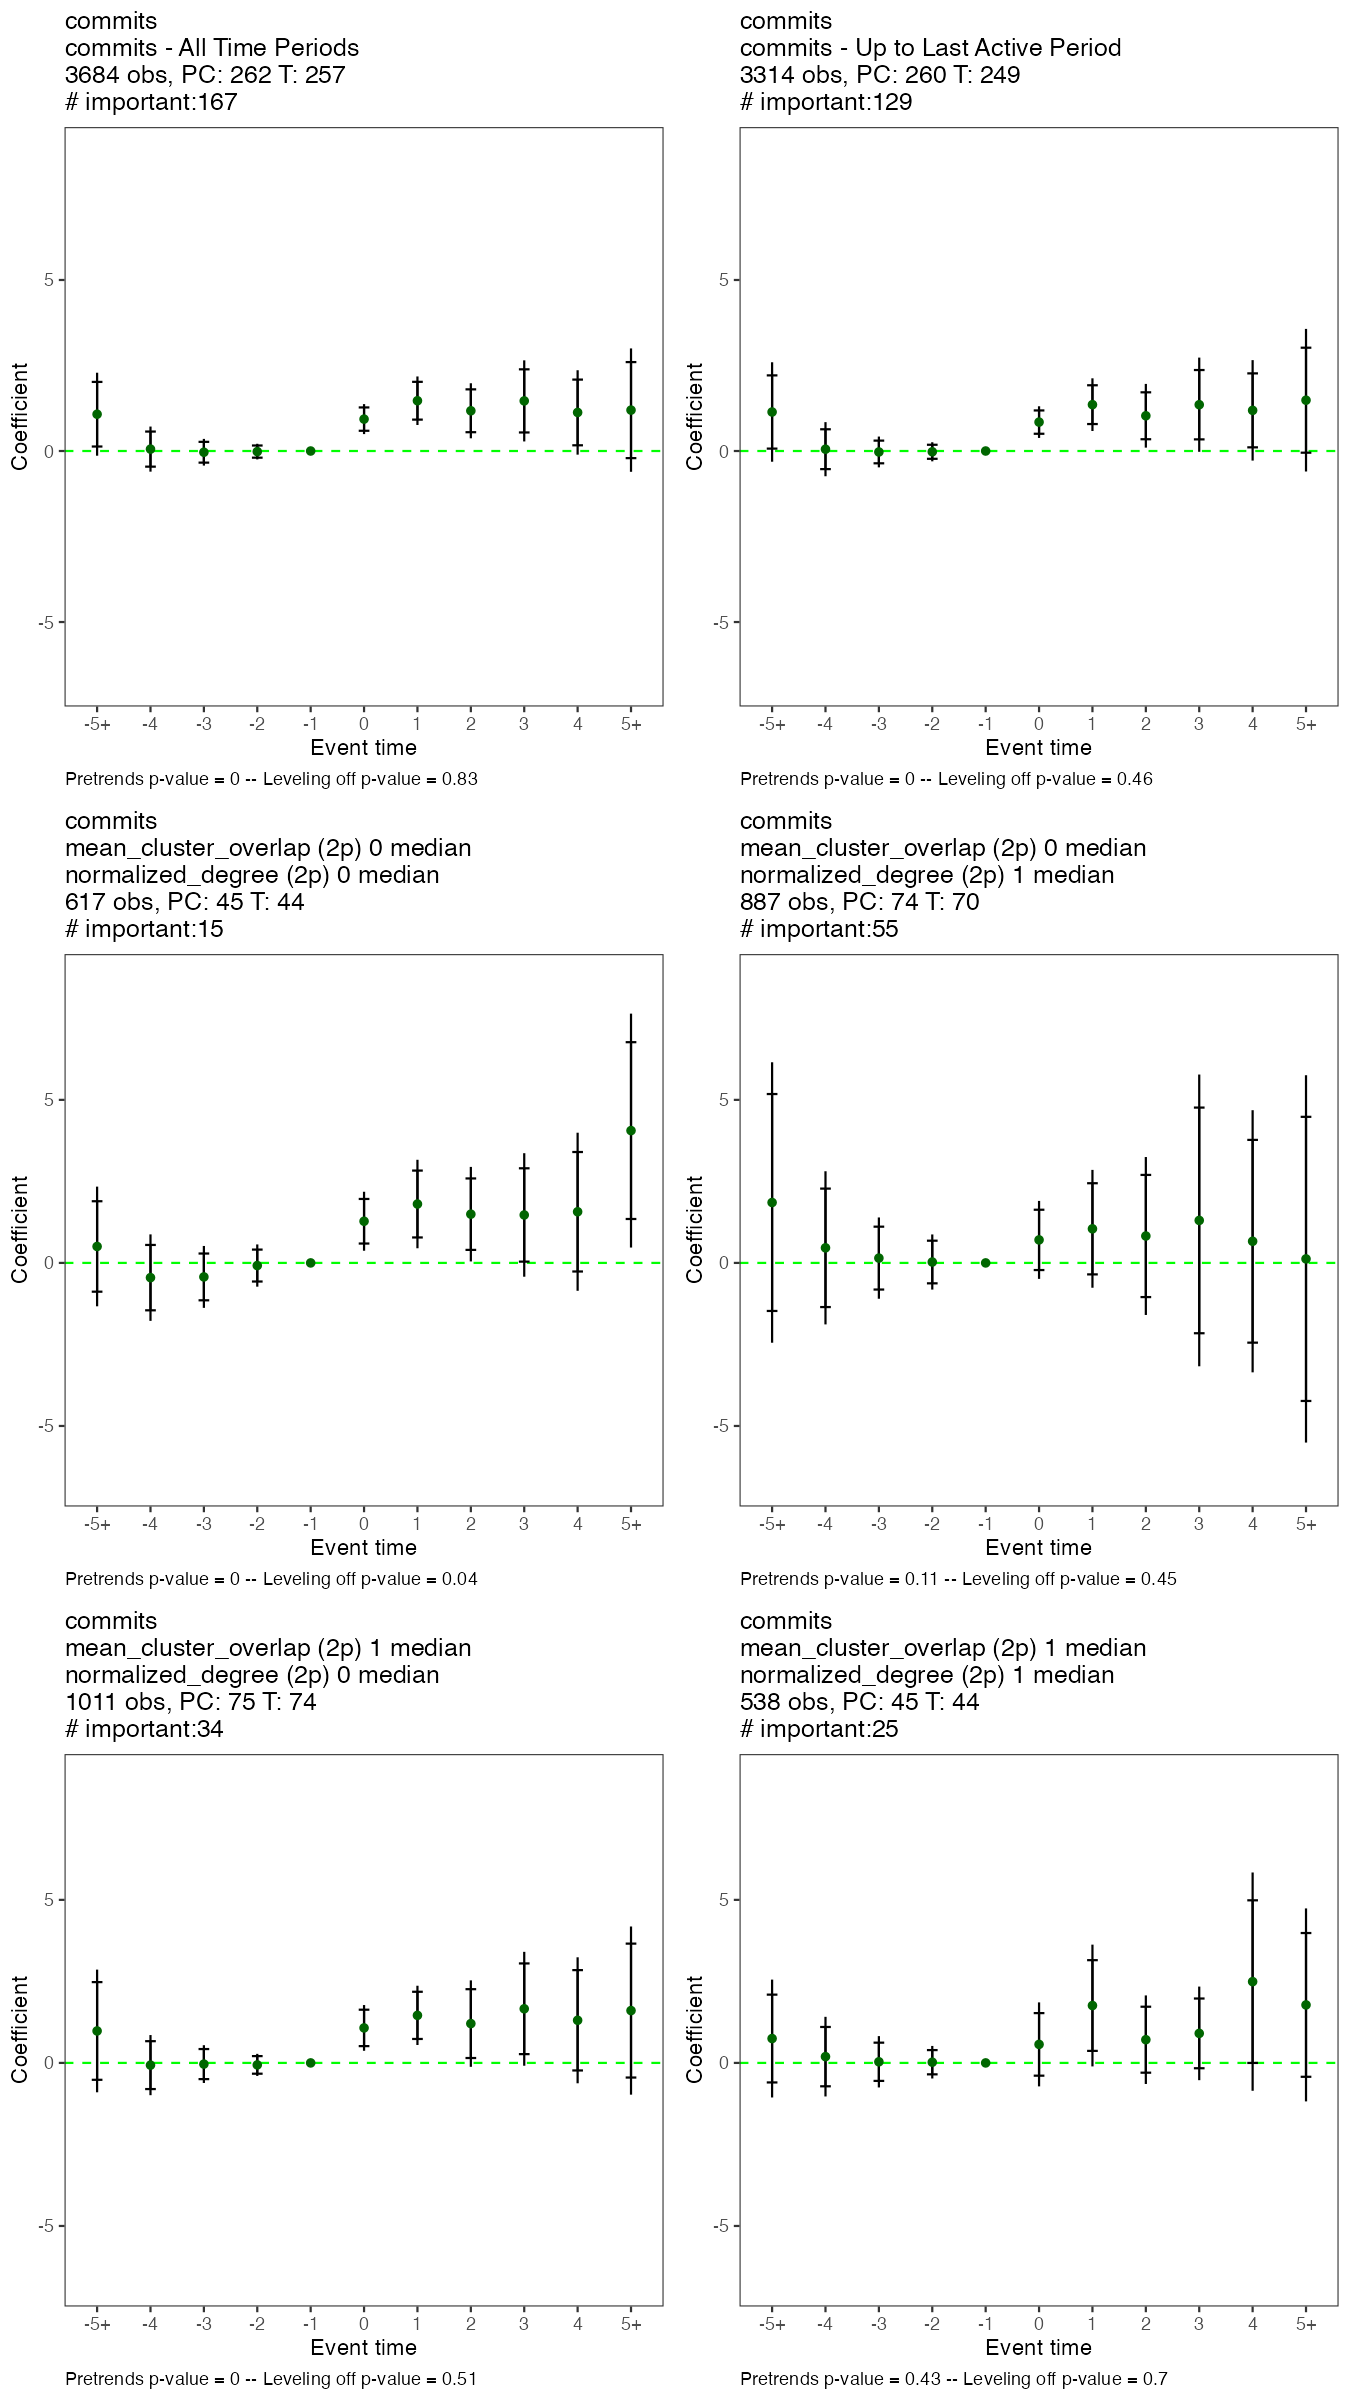 commits
commits - All Time Periods
3684 obs, PC: 262 T: 257
# important:167
Coefficient
5
0
-5
-5+ -4 -3 -2 -1 0 1 2 3 4 5+
Event time
Pretrends p-value = 0 -- Leveling off p-value = 0.83
commits
commits - Up to Last Active Period
3314 obs, PC: 260 T: 249
# important:129
Coefficient
5
0
-5
-5+ -4 -3 -2 -1 0 1 2 3 4 5+
Event time
Pretrends p-value = 0 -- Leveling off p-value = 0.46
commits
mean_cluster_overlap (2p) 0 median
normalized_degree (2p) 0 median
617 obs, PC: 45 T: 44
# important:15
Coefficient
5
0
-5
-5+ -4 -3 -2 -1 0 1 2 3 4 5+
Event time
Pretrends p-value = 0 -- Leveling off p-value = 0.04
commits
mean_cluster_overlap (2p) 0 median
normalized_degree (2p) 1 median
887 obs, PC: 74 T: 70
# important:55
Coefficient
5
0
-5
-5+ -4 -3 -2 -1 0 1 2 3 4 5+
Event time
Pretrends p-value = 0.11 -- Leveling off p-value = 0.45
commits
mean_cluster_overlap (2p) 1 median
normalized_degree (2p) 0 median
1011 obs, PC: 75 T: 74
# important:34
Coefficient
5
0
-5
-5+ -4 -3 -2 -1 0 1 2 3 4 5+
Event time
Pretrends p-value = 0 -- Leveling off p-value = 0.51
commits
mean_cluster_overlap (2p) 1 median
normalized_degree (2p) 1 median
538 obs, PC: 45 T: 44
# important:25
Coefficient
5
0
-5
-5+ -4 -3 -2 -1 0 1 2 3 4 5+
Event time
Pretrends p-value = 0.43 -- Leveling off p-value = 0.7